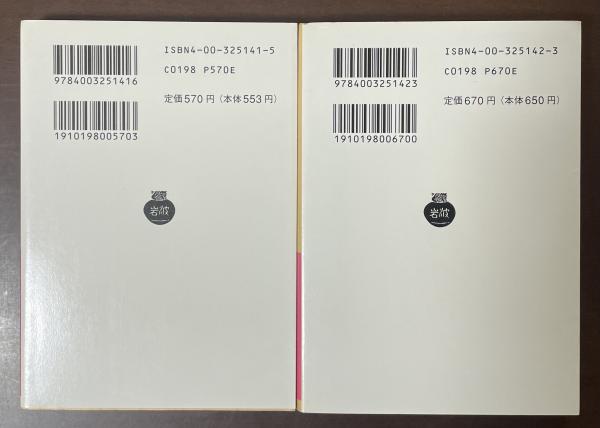 ISBN4-00-325141-5
C0198 P570E
9784003251416
定価570円（本体553円）
1910198005703
岩波
ISBN4-00-325142-3
C0198 P670E
9784003251423
定価670円（本体650円）
1910198006700
岩波